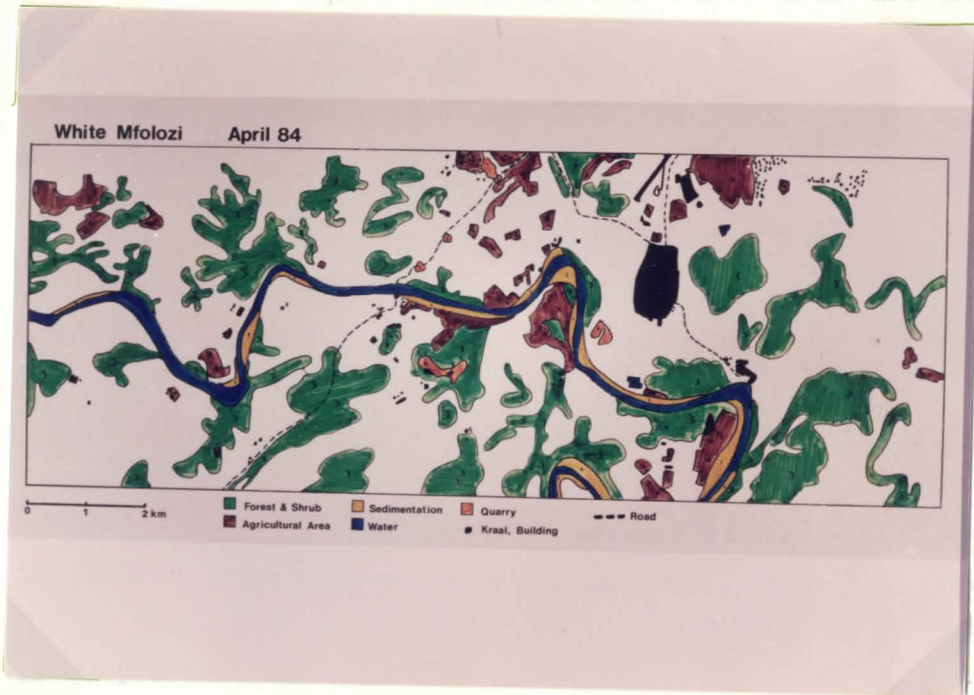 White Mfolozi April 84
0 1 2 km
Forest & Shrub
Agricultural Area
Sedimentation
Water
Quarry
Kraal, Building
Road